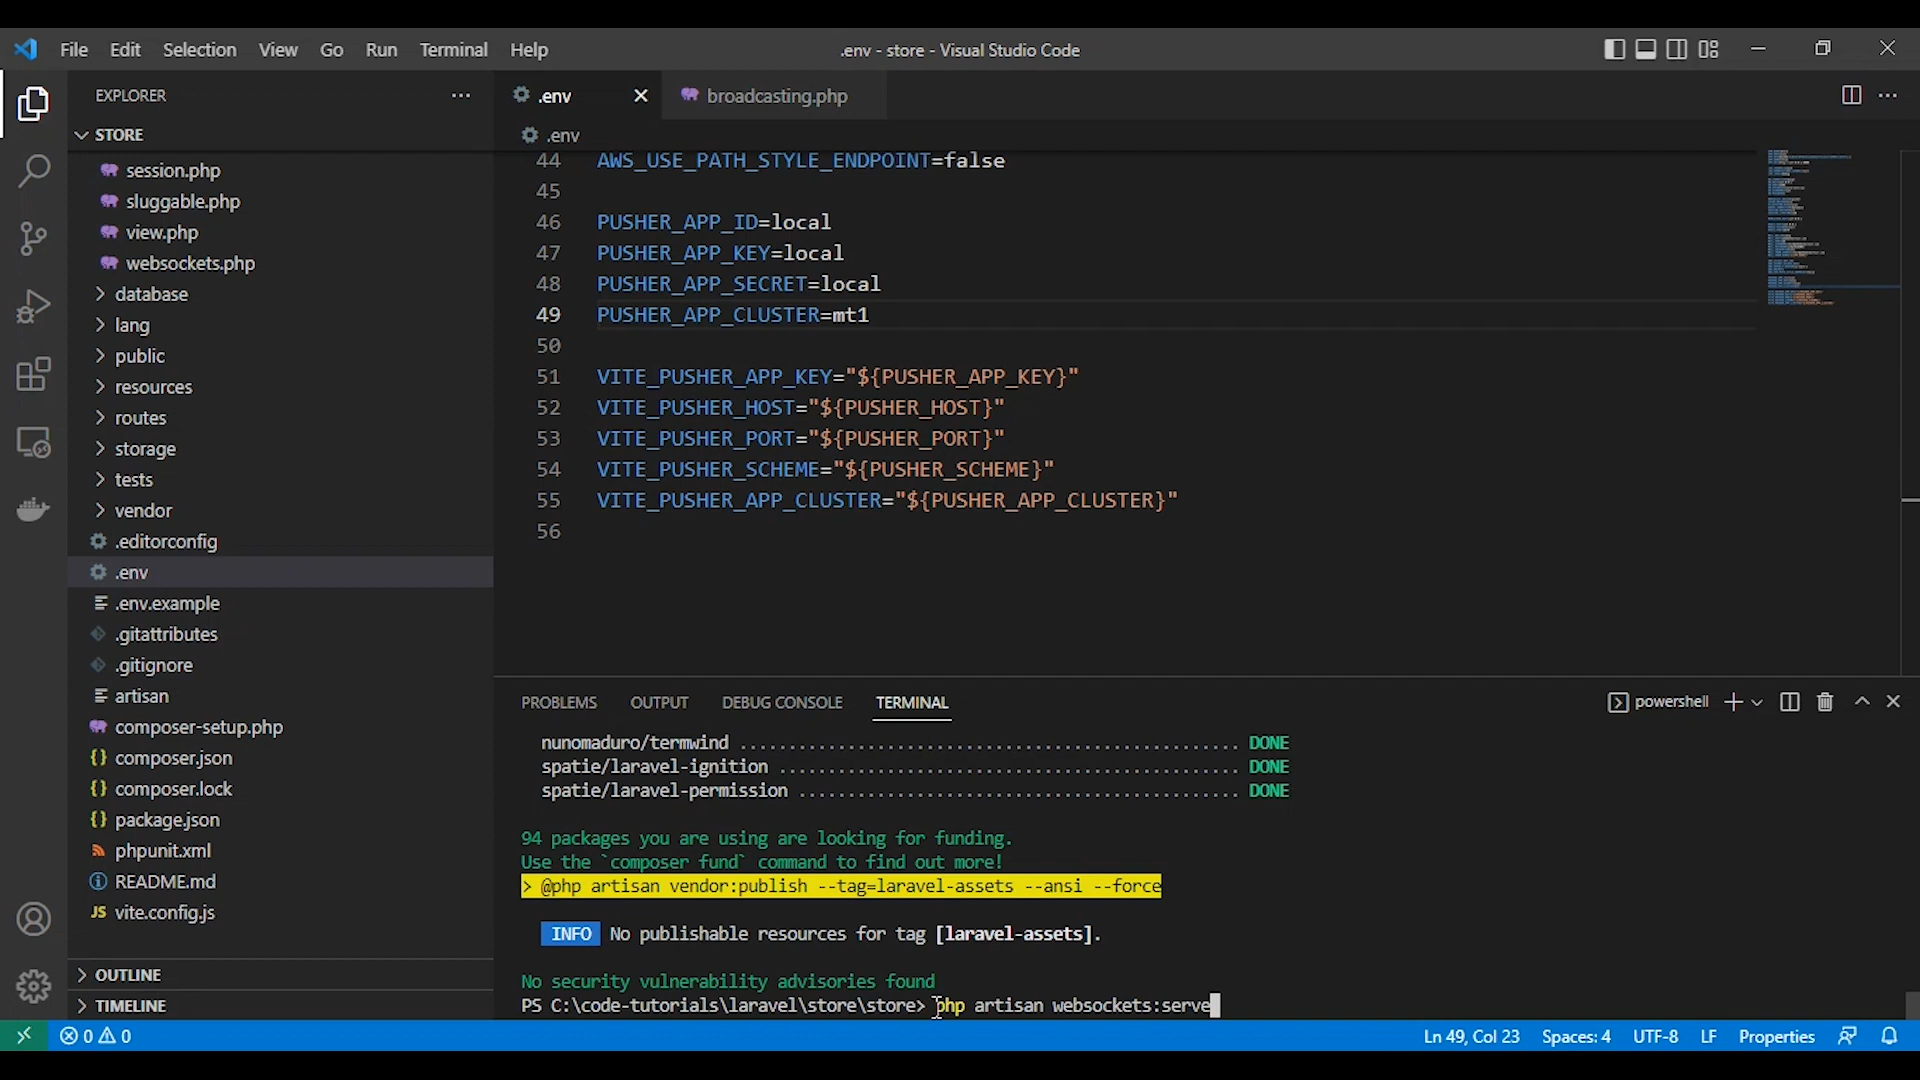 File Edit Selection View Go Run Terminal Help
.env - store - Visual Studio Code
EXPLORER
STORE
session.php
sluggable.php
view.php
websockets.php
database
lang
public
resources
routes
storage
tests
vendor
.editorconfig
.env
.env.example
.gitattributes
.gitignore
artisan
composer-setup.php
composer.json
composer.lock
package.json
phpunit.xml
README.md
JS vite.config.js
OUTLINE
TIMELINE
.env
broadcasting.php
.env
44 AWS_USE_PATH_STYLE_ENDPOINT=false
45
46 PUSHER_APP_ID=local
47 PUSHER_APP_KEY=local
48 PUSHER_APP_SECRET=local
49 PUSHER_APP_CLUSTER=mt1
50
51 VITE_PUSHER_APP_KEY="${PUSHER_APP_KEY}"
52 VITE_PUSHER_HOST="${PUSHER_HOST}"
53 VITE_PUSHER_PORT="${PUSHER_PORT}"
54 VITE_PUSHER_SCHEME="${PUSHER_SCHEME}"
55 VITE_PUSHER_APP_CLUSTER="${PUSHER_APP_CLUSTER}"
56
PROBLEMS OUTPUT DEBUG CONSOLE TERMINAL
powershell
nunomaduro/termwind ................................................... DONE
spatie/laravel-ignition ............................................... DONE
spatie/laravel-permission ............................................. DONE
94 packages you are using are looking for funding.
Use the `composer fund` command to find out more!
> @php artisan vendor:publish --tag=laravel-assets --ansi --force
INFO No publishable resources for tag [laravel-assets].
No security vulnerability advisories found
PS C:\code-tutorials\laravel\store\store> php artisan websockets:serve
0 0
Ln 49, Col 23 Spaces: 4 UTF-8 LF Properties